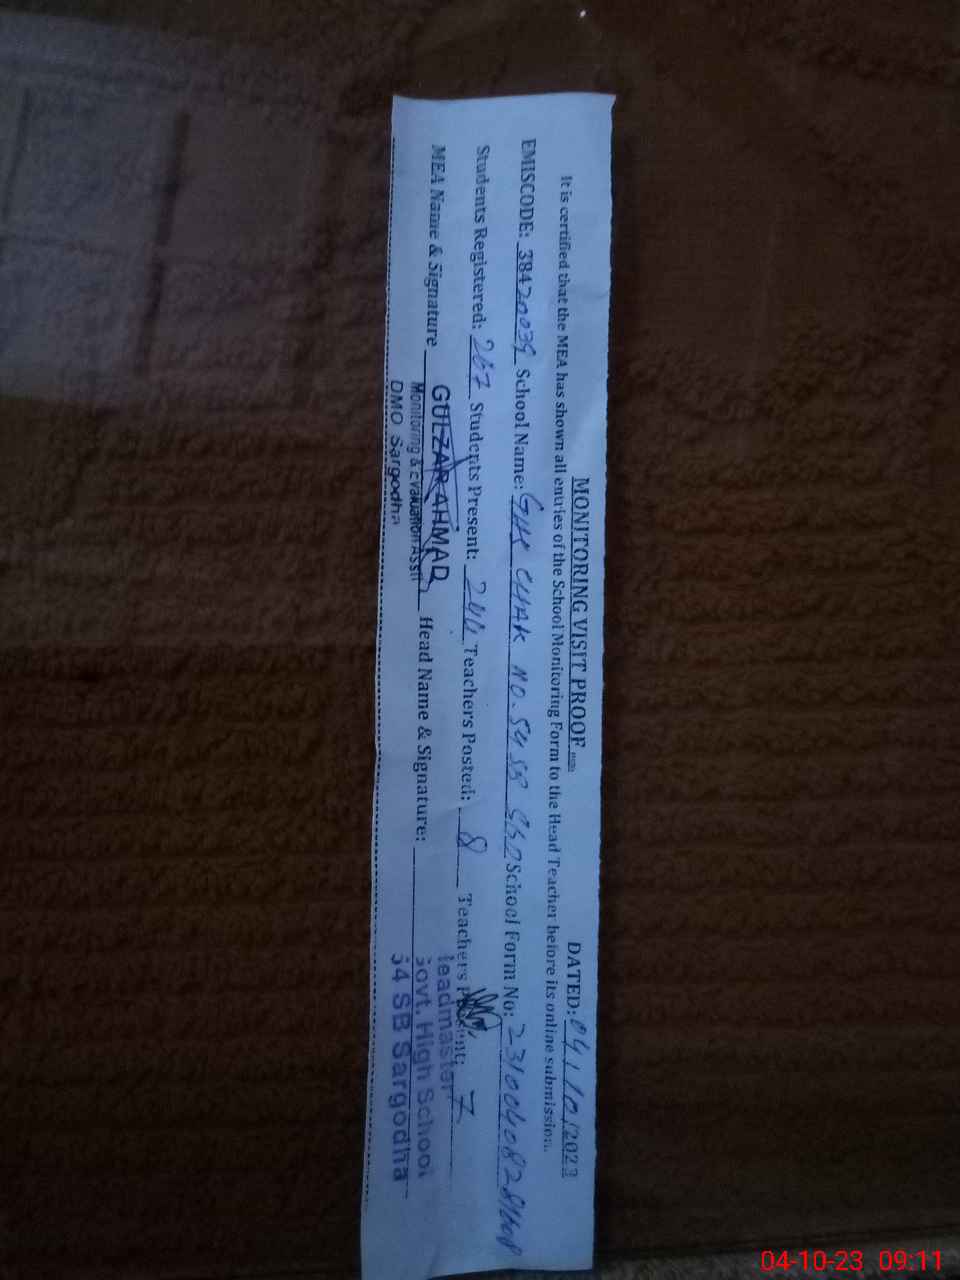 MONITORING VISIT PROOF DATED: 04/10/2023
It is certified that the MEA has shown all entries of the School Monitoring Form to the Head Teacher before its online submission.
EMISCODE: 38420039 School Name: GHS CHAK NO. 54 SB SGD School Form No: 231004082
Students Registered: 267 Students Present: 240 Teachers Posted: 8 Teachers Present: 7
MEA Name & Signature GULZAR AHMAD Head Name & Signature:
Monitoring & Evaluation Asstt
DMO Sargodha
Headmaster
Govt. High School
54 SB Sargodha
04-10-23 09:11